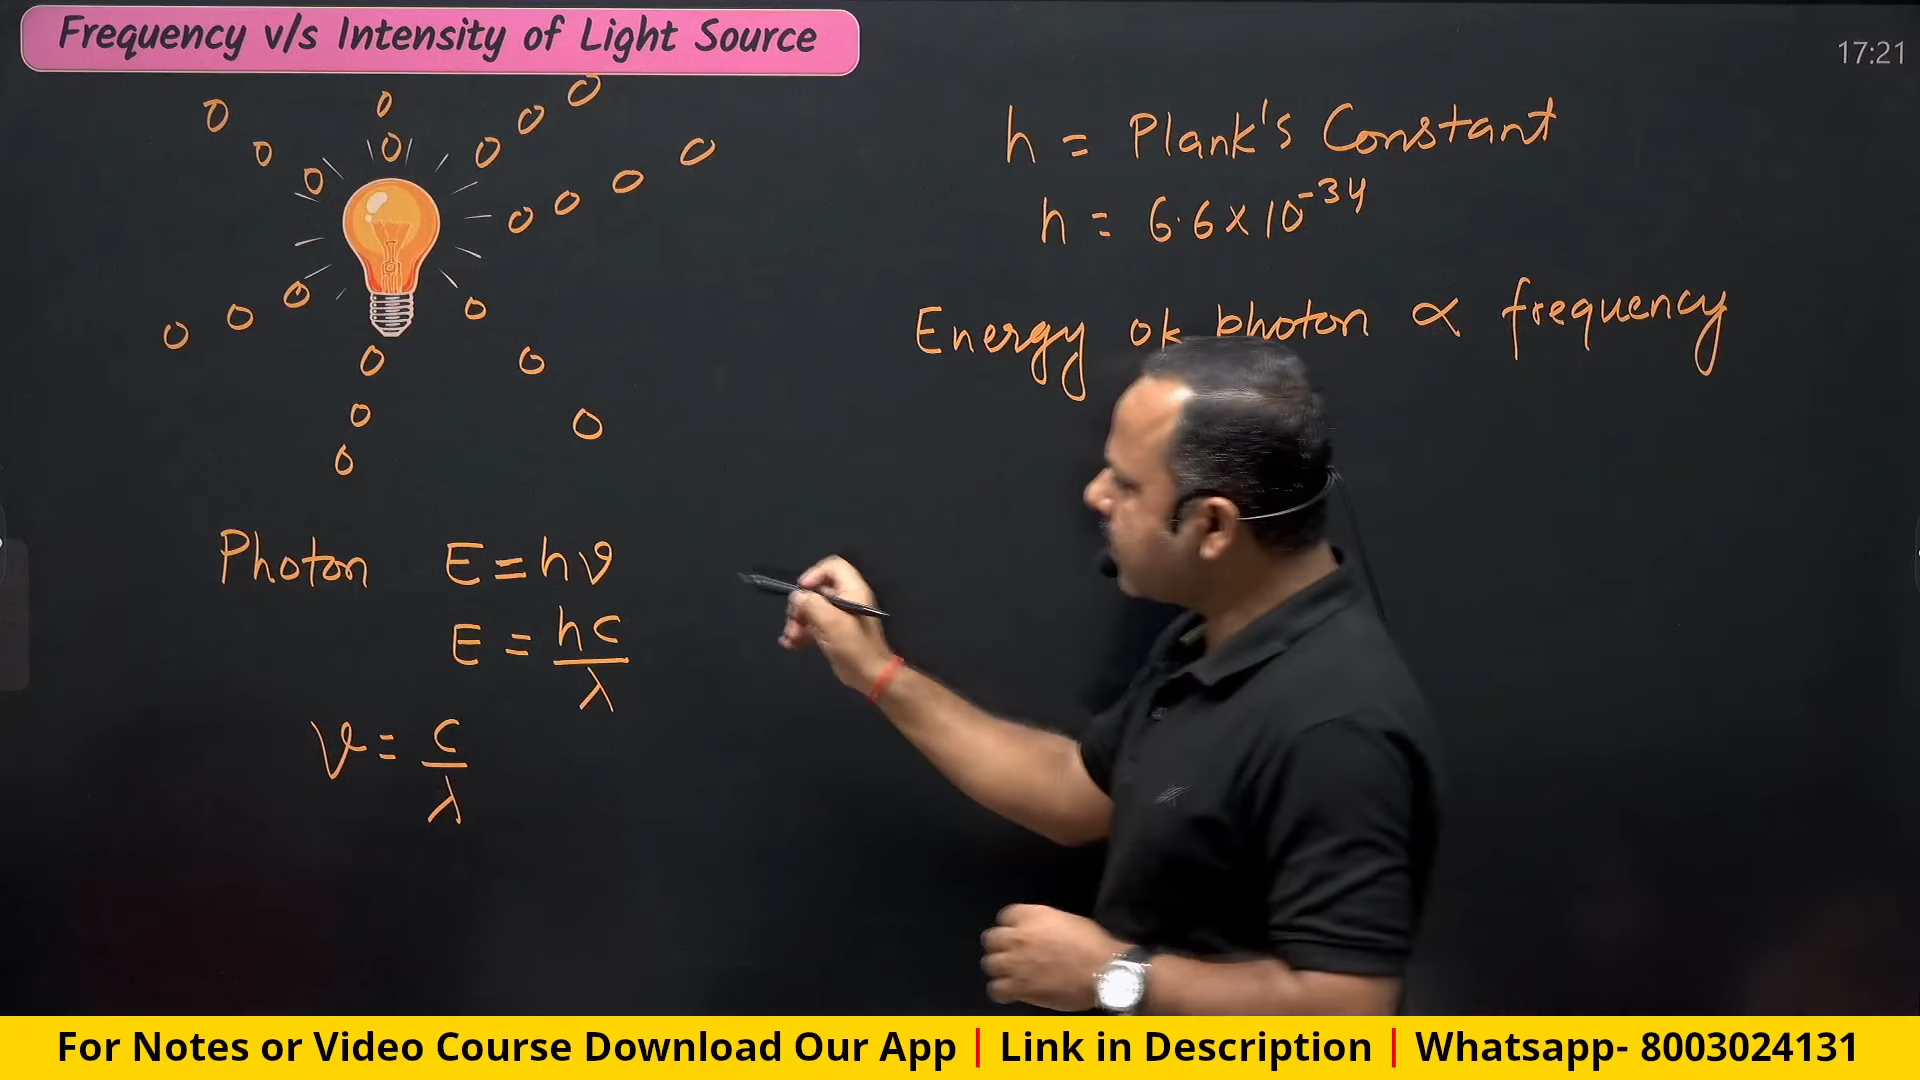 Frequency v/s Intensity of Light Source
17:21
h = Plank's Constant
h = 6.6 x 10⁻³⁴
Energy of photon ∝ frequency
Photon E = hν
E = hc/λ
ν = c/λ
For Notes or Video Course Download Our App | Link in Description | Whatsapp- 8003024131